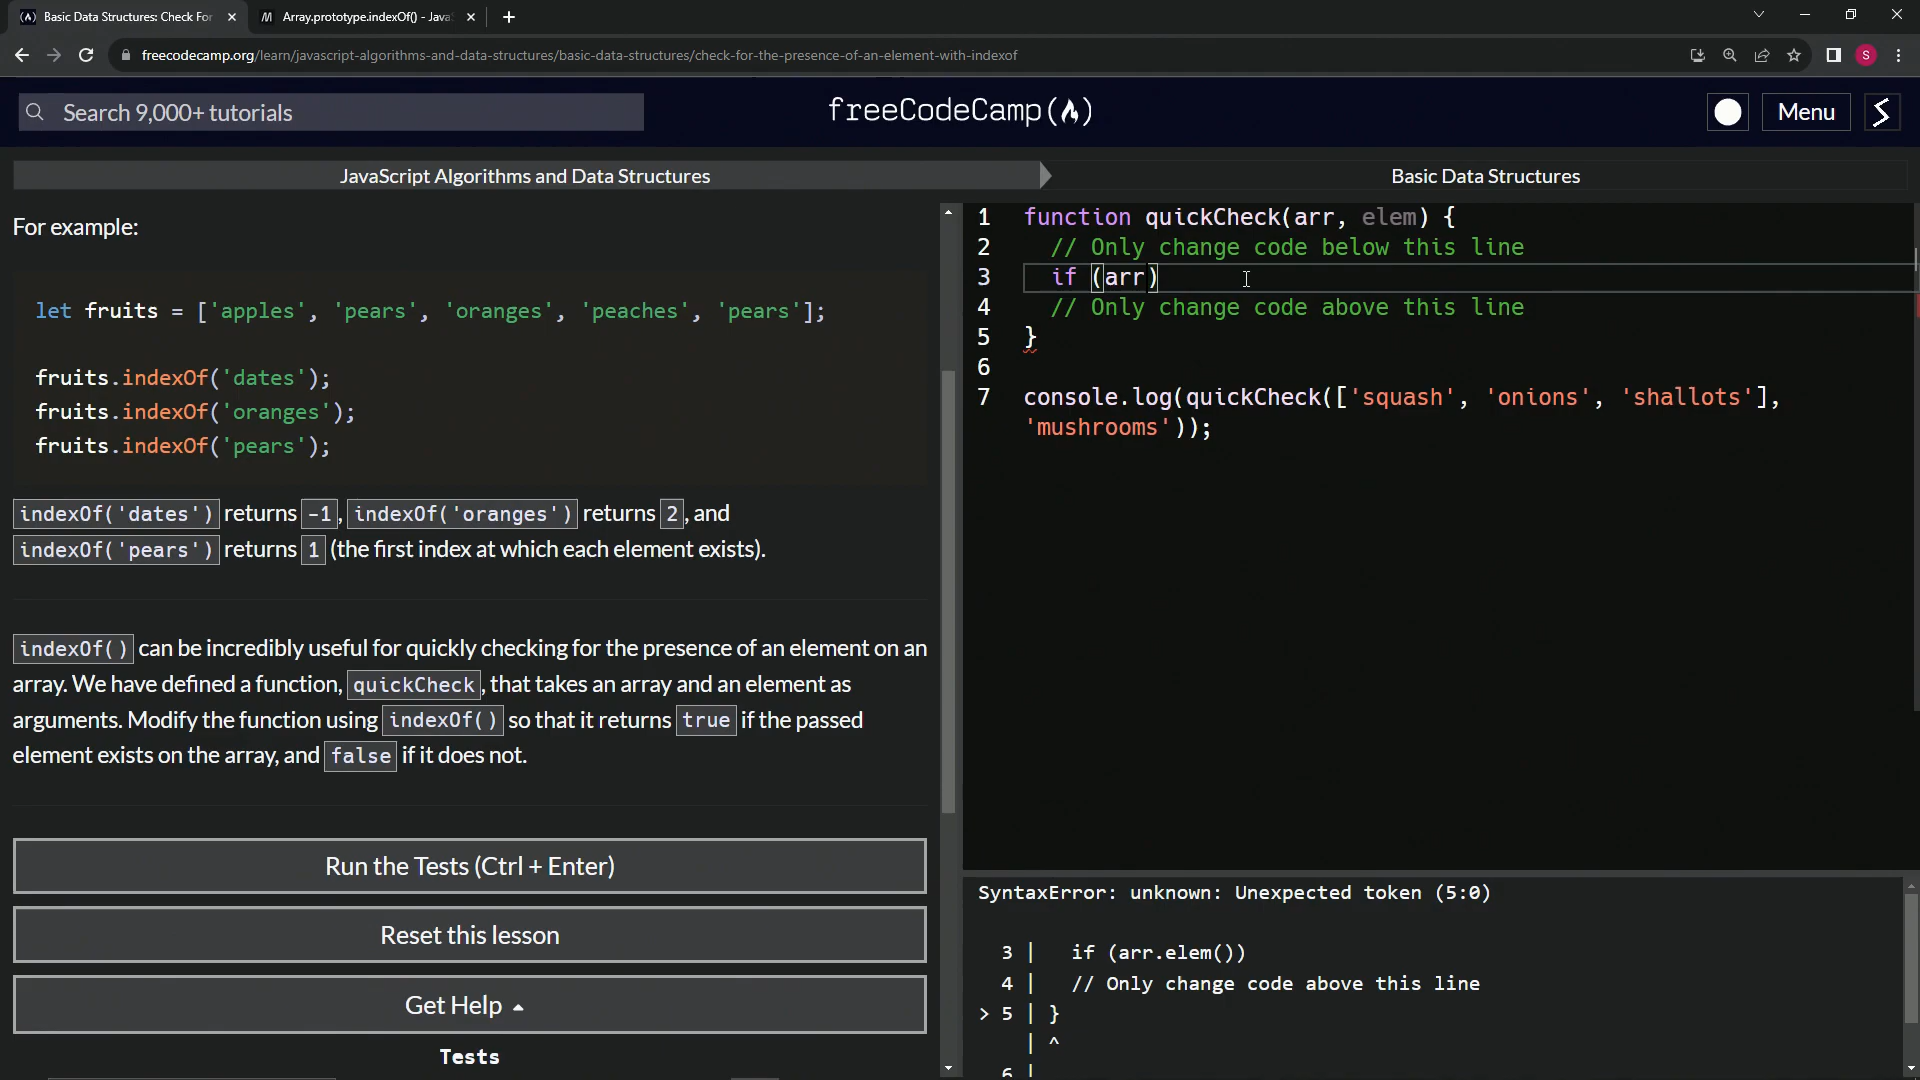 Basic Data Structures: Check For
Array.prototype.indexOf() - Java
freecodecamp.org/learn/javascript-algorithms-and-data-structures/basic-data-structures/check-for-the-presence-of-an-element-with-indexof
S
Search 9,000+ tutorials
freeCodeCamp
Menu
JavaScript Algorithms and Data Structures
Basic Data Structures
For example:
let fruits = ['apples', 'pears', 'oranges', 'peaches', 'pears'];
fruits.indexOf('dates');
fruits.indexOf('oranges');
fruits.indexOf('pears');
indexOf('dates') returns -1, indexOf('oranges') returns 2, and
indexOf('pears') returns 1 (the first index at which each element exists).
indexOf() can be incredibly useful for quickly checking for the presence of an element on an
array. We have defined a function, quickCheck, that takes an array and an element as
arguments. Modify the function using indexOf() so that it returns true if the passed
element exists on the array, and false if it does not.
Run the Tests (Ctrl + Enter)
Reset this lesson
Get Help
Tests
1 function quickCheck(arr, elem) {
2 // Only change code below this line
3 if (arr)
4 // Only change code above this line
5 }
6
7 console.log(quickCheck(['squash', 'onions', 'shallots'],
'mushrooms'));
SyntaxError: unknown: Unexpected token (5:0)
3 | if (arr.elem())
4 | // Only change code above this line
> 5 | }
| ^
6 |